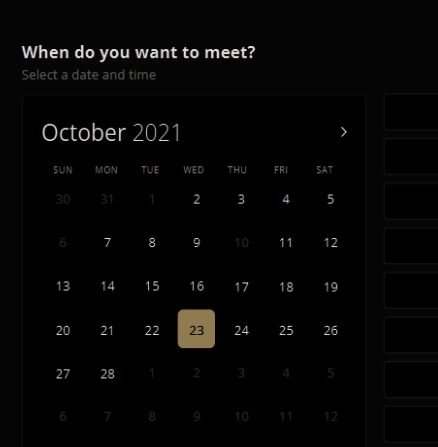 When do you want to meet?
Select a date and time
October 2021 >
SUN MON TUE WED THU FRI SAT
30 31 1 2 3 4 5
6 7 8 9 10 11 12
13 14 15 16 17 18 19
20 21 22 23 24 25 26
27 28 1 2 3 4 5
6 7 8 9 10 11 12